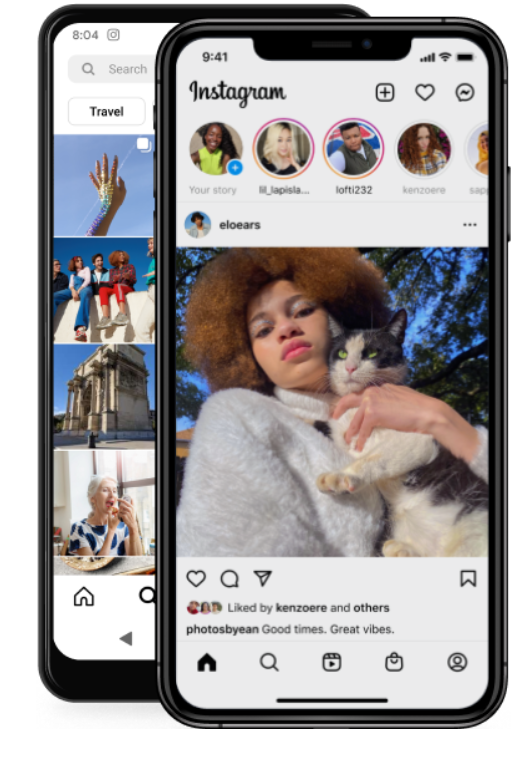 8:04
Search
Travel
9:41
Instagram
Your story
lil_lapisla...
lofti232
kenzoere
sap
eloears
Liked by kenzoere and others
photosbyean Good times. Great vibes.